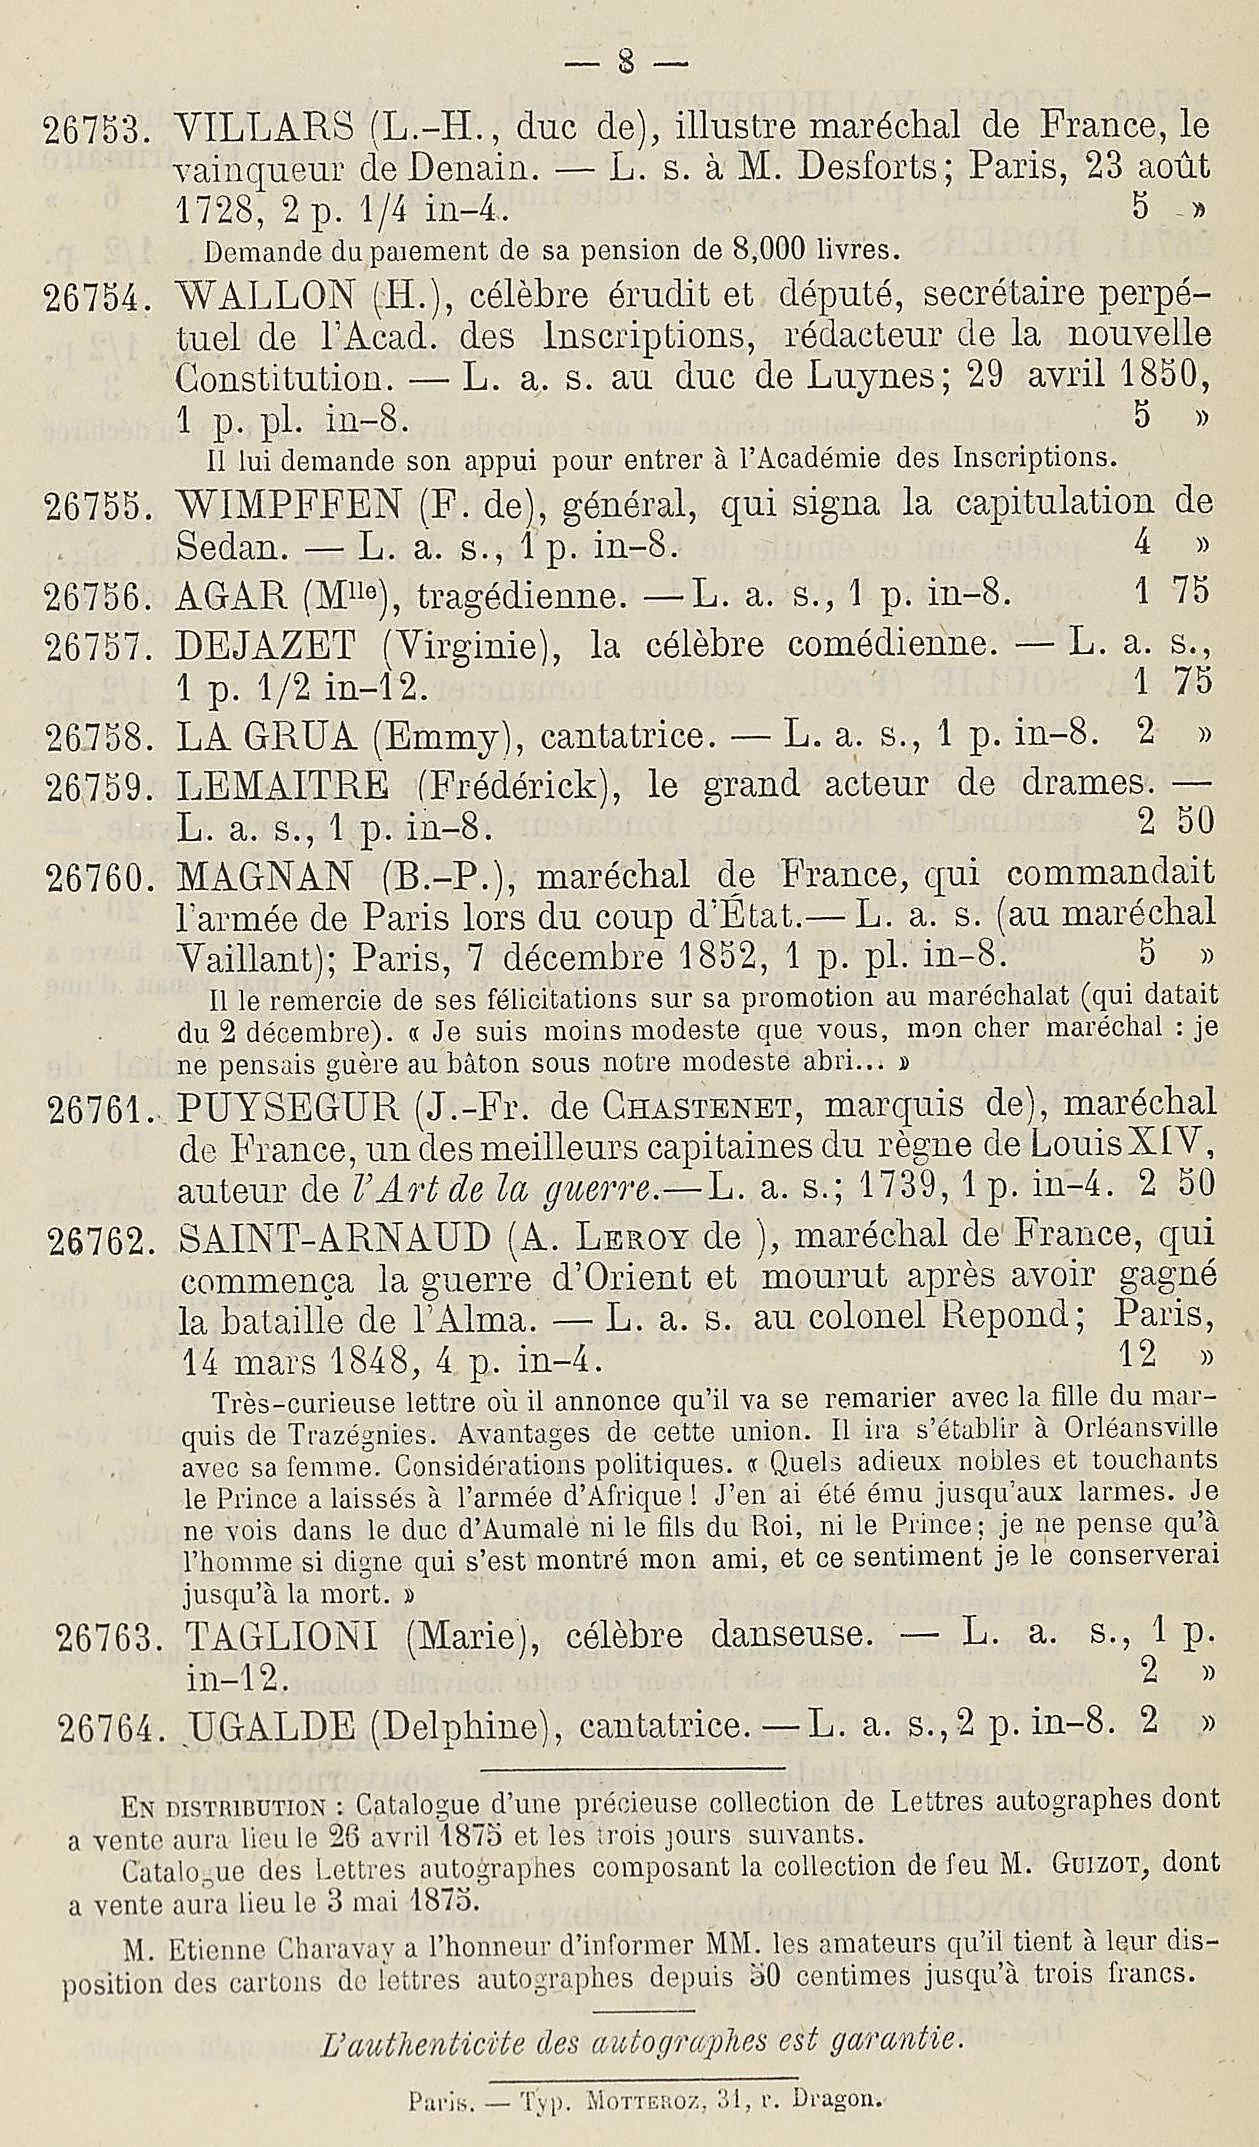 — 8 —
26753. VILLARS (L.-H., duc de), illustre maréchal de France, le
vainqueur de Denain. — L. s. à M. Desforts; Paris, 23 août
1728, 2 p. 1/4 in-4. 5 »
Demande du paiement de sa pension de 8,000 livres.
26754. WALLON (H.), célèbre érudit et député, secrétaire perpé-
tuel de l'Acad. des Inscriptions, rédacteur de la nouvelle
Constitution. — L. a. s. au duc de Luynes; 29 avril 1850,
1 p. pl. in-8. 5 »
Il lui demande son appui pour entrer à l'Académie des Inscriptions.
26755. WIMPFFEN (F. de), général, qui signa la capitulation de
Sedan. — L. a. s., 1 p. in-8. 4 »
26756. AGAR (Mlle), tragédienne. — L. a. s., 1 p. in-8. 1 75
26757. DEJAZET (Virginie), la célèbre comédienne. — L. a. s.,
1 p. 1/2 in-12. 1 75
26758. LA GRUA (Emmy), cantatrice. — L. a. s., 1 p. in-8. 2 »
26759. LEMAITRE (Frédérick), le grand acteur de drames. —
L. a. s., 1 p. in-8. 2 50
26760. MAGNAN (B.-P.), maréchal de France, qui commandait
l'armée de Paris lors du coup d'État. — L. a. s. (au maréchal
Vaillant); Paris, 7 décembre 1852, 1 p. pl. in-8. 5 »
Il le remercie de ses félicitations sur sa promotion au maréchalat (qui datait
du 2 décembre). « Je suis moins modeste que vous, mon cher maréchal : je
ne pensais guère au bâton sous notre modeste abri... »
26761. PUYSEGUR (J.-Fr. de CHASTENET, marquis de), maréchal
de France, un des meilleurs capitaines du règne de Louis XIV,
auteur de l'Art de la guerre. — L. a. s.; 1739, 1 p. in-4. 2 50
26762. SAINT-ARNAUD (A. LEROY de ), maréchal de France, qui
commença la guerre d'Orient et mourut après avoir gagné
la bataille de l'Alma. — L. a. s. au colonel Repond; Paris,
14 mars 1848, 4 p. in-4. 12 »
Très-curieuse lettre où il annonce qu'il va se remarier avec la fille du mar-
quis de Trazégnies. Avantages de cette union. Il ira s'établir à Orléansville
avec sa femme. Considérations politiques. « Quels adieux nobles et touchants
le Prince a laissés à l'armée d'Afrique ! J'en ai été ému jusqu'aux larmes. Je
ne vois dans le duc d'Aumale ni le fils du Roi, ni le Prince; je ne pense qu'à
l'homme si digne qui s'est montré mon ami, et ce sentiment je le conserverai
jusqu'à la mort. »
26763. TAGLIONI (Marie), célèbre danseuse. — L. a. s., 1 p.
in-12. 2 »
26764. UGALDE (Delphine), cantatrice. — L. a. s., 2 p. in-8. 2 »
EN DISTRIBUTION : Catalogue d'une précieuse collection de Lettres autographes dont
a vente aura lieu le 26 avril 1875 et les trois jours suivants.
Catalogue des Lettres autographes composant la collection de feu M. GUIZOT, dont
a vente aura lieu le 3 mai 1875.
M. Etienne Charavay a l'honneur d'informer MM. les amateurs qu'il tient à leur dis-
position des cartons de lettres autographes depuis 50 centimes jusqu'à trois francs.
L'authenticite des autographes est garantie.
Paris. — Typ. MOTTEROZ, 31, r. Dragon.